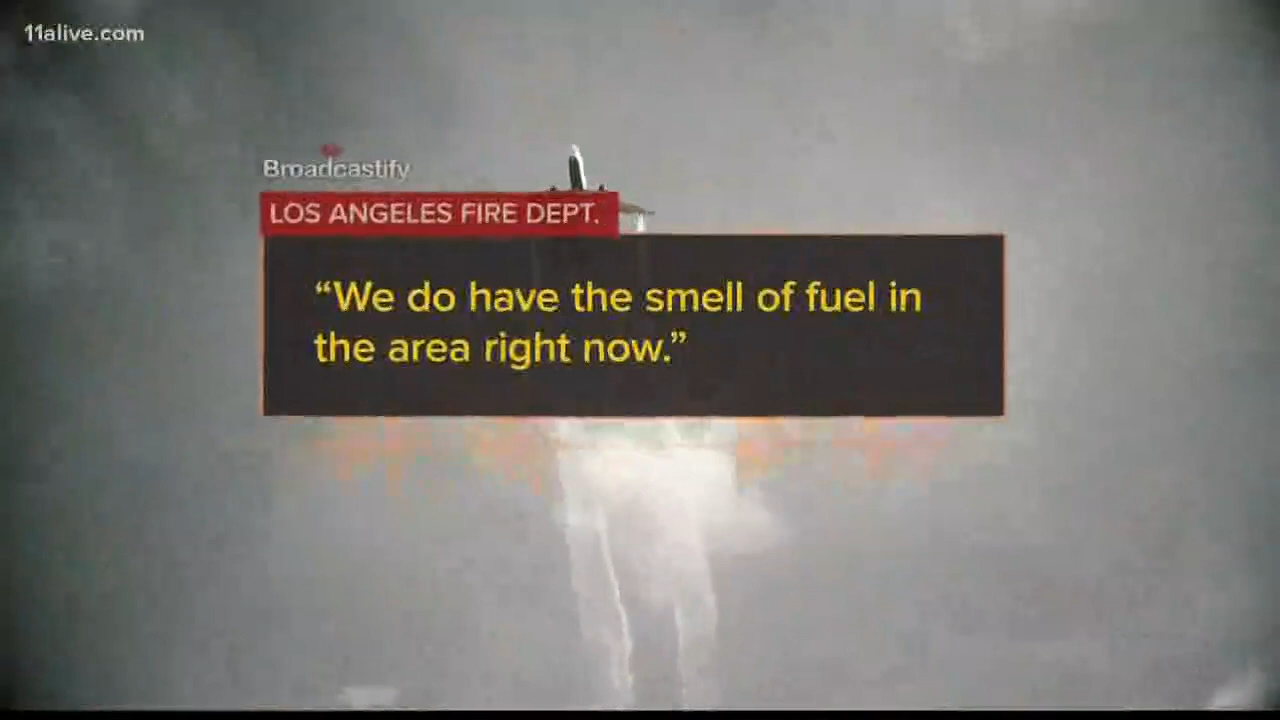 11alive.com
Broadcastify
LOS ANGELES FIRE DEPT.
“We do have the smell of fuel in
the area right now.”